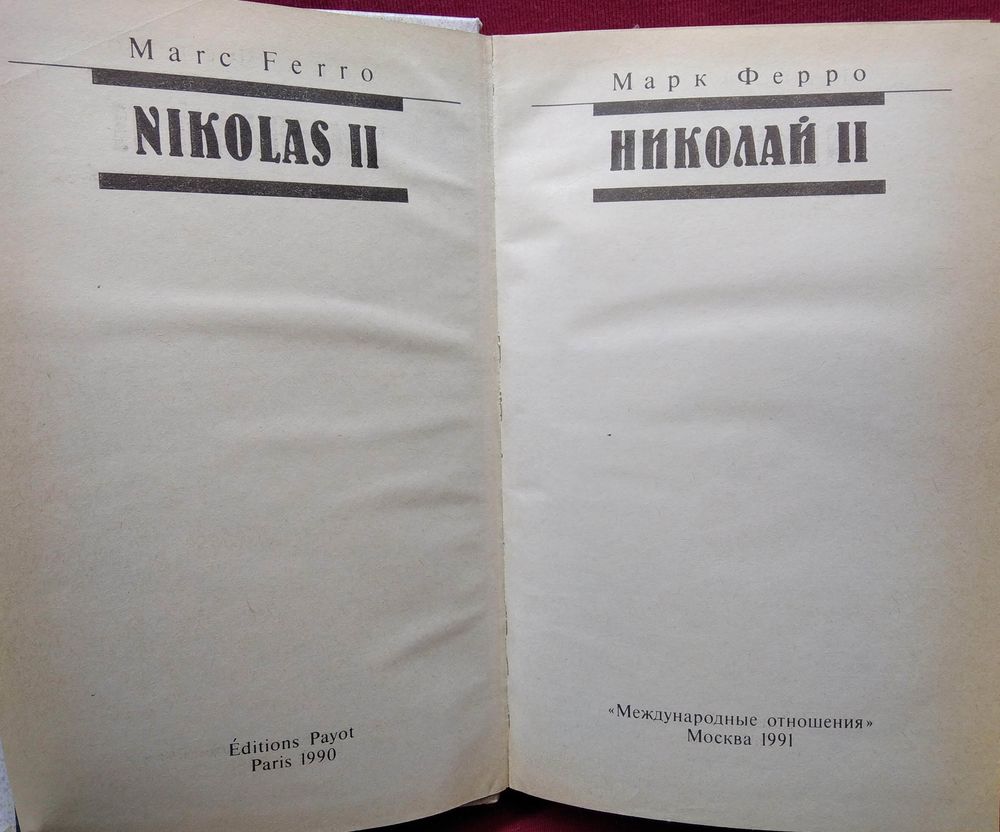 Marc Ferro
NIKOLAS II
Éditions Payot
Paris 1990
Марк Ферро
НИКОЛАЙ II
«Международные отношения»
Москва 1991